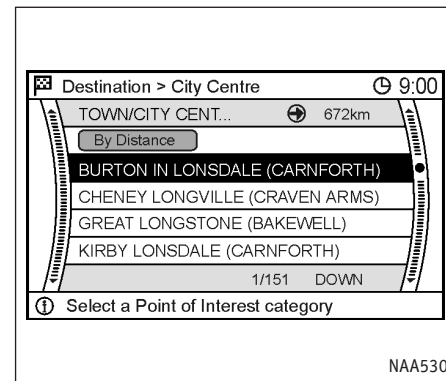 Destination > City Centre 9:00
TOWN/CITY CENT... 672km
By Distance
BURTON IN LONSDALE (CARNFORTH)
CHENEY LONGVILLE (CRAVEN ARMS)
GREAT LONGSTONE (BAKEWELL)
KIRBY LONSDALE (CARNFORTH)
1/151 DOWN
Select a Point of Interest category
NAA530